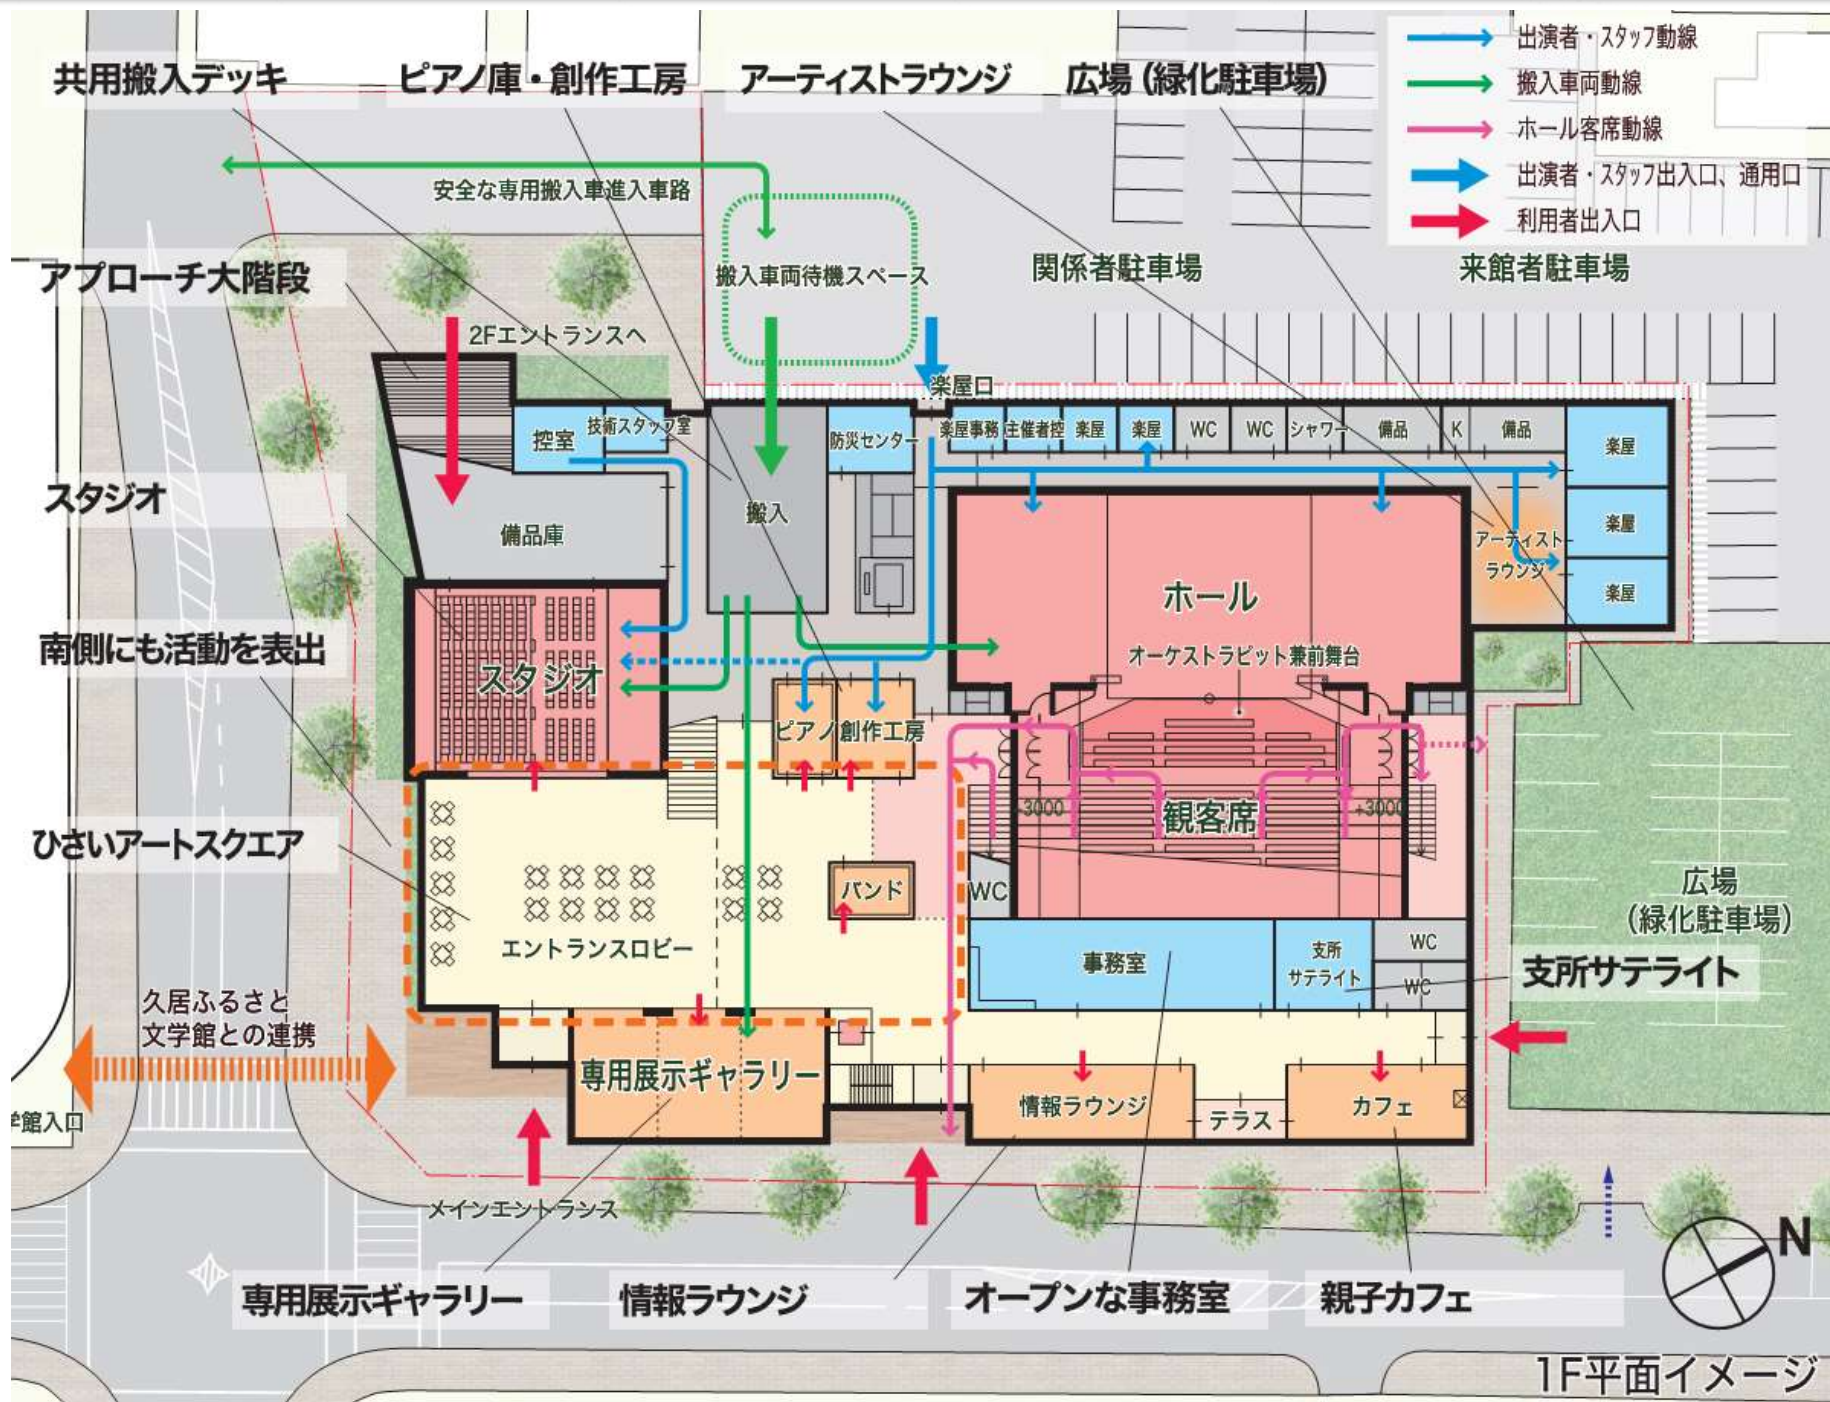 共用搬入デッキ
ピアノ庫・創作工房
アーティストラウンジ
広場（緑化駐車場）
出演者・スタッフ動線
搬入車両動線
ホール客席動線
出演者・スタッフ出入口、通用口
利用者出入口
安全な専用搬入車進入車路
アプローチ大階段
搬入車両待機スペース
関係者駐車場
来館者駐車場
2Fエントランスへ
楽屋口
控室
技術スタッフ室
防災センター
楽屋事務
主催者控
楽屋
楽屋
WC
WC
シャワー
備品
K
備品
楽屋
スタジオ
備品庫
搬入
楽屋
アーティスト
ラウンジ
楽屋
ホール
南側にも活動を表出
スタジオ
オーケストラピット兼前舞台
ピアノ
創作工房
+3000
観客席
+3000
ひさいアートスクエア
バンド
WC
エントランスロビー
広場
（緑化駐車場）
事務室
支所
サテライト
WC
WC
支所サテライト
久居ふるさと
文学館との連携
専用展示ギャラリー
情報ラウンジ
テラス
カフェ
学館入口
メインエントランス
専用展示ギャラリー
情報ラウンジ
オープンな事務室
親子カフェ
N
1F平面イメージ